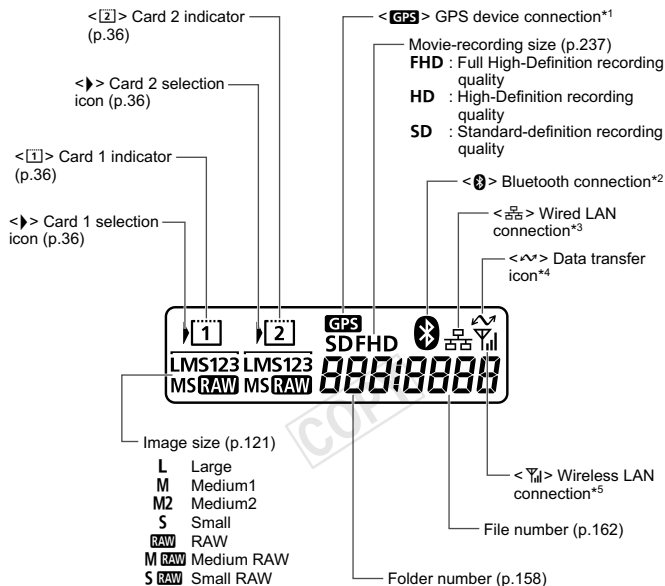 <2> Card 2 indicator
(p.36)
<GPS> GPS device connection*1
Movie-recording size (p.237)
FHD : Full High-Definition recording
quality
HD : High-Definition recording
quality
SD : Standard-definition recording
quality
< > Card 2 selection
icon (p.36)
<1> Card 1 indicator
(p.36)
< > Bluetooth connection*2
< > Wired LAN
connection*3
< > Card 1 selection
icon (p.36)
< > Data transfer
icon*4
1 2 GPS
SDFHD
LMS123 LMS123
MS RAW MS RAW 888:8888
COPY
Image size (p.121)
L Large
M Medium1
M2 Medium2
S Small
RAW RAW
M RAW Medium RAW
S RAW Small RAW
< > Wireless LAN
connection*5
File number (p.162)
Folder number (p.158)